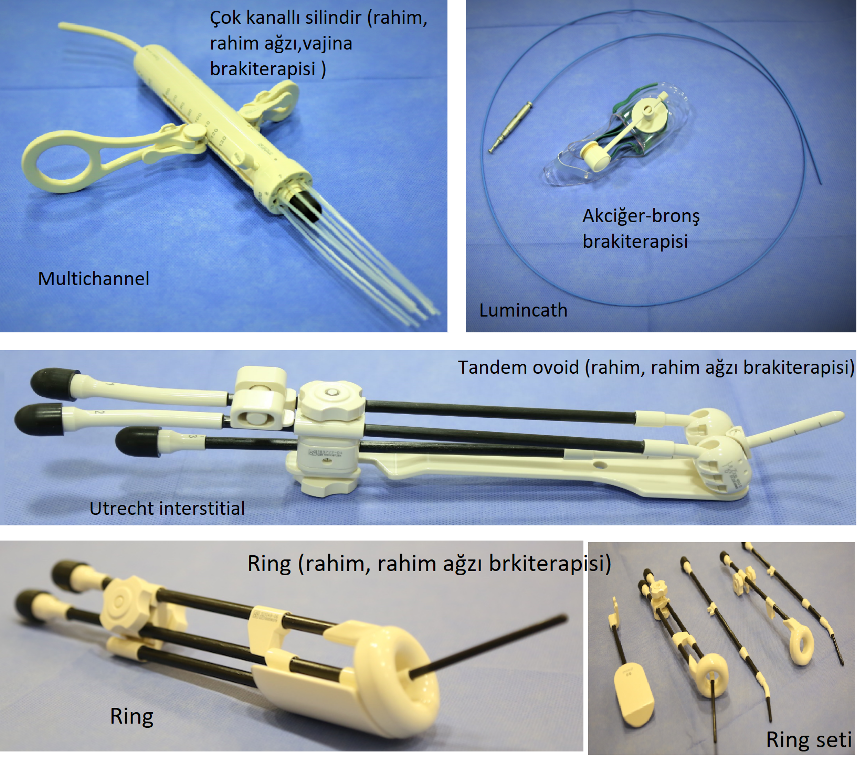 Çok kanallı silindir (rahim,
rahim ağzı,vajina
brakiterapisi )
Multichannel
Akciğer-bronş
brakiterapisi
Lumincath
Tandem ovoid (rahim, rahim ağzı brakiterapisi)
Utrecht interstitial
Ring (rahim, rahim ağzı brkiterapisi)
Ring
Ring seti